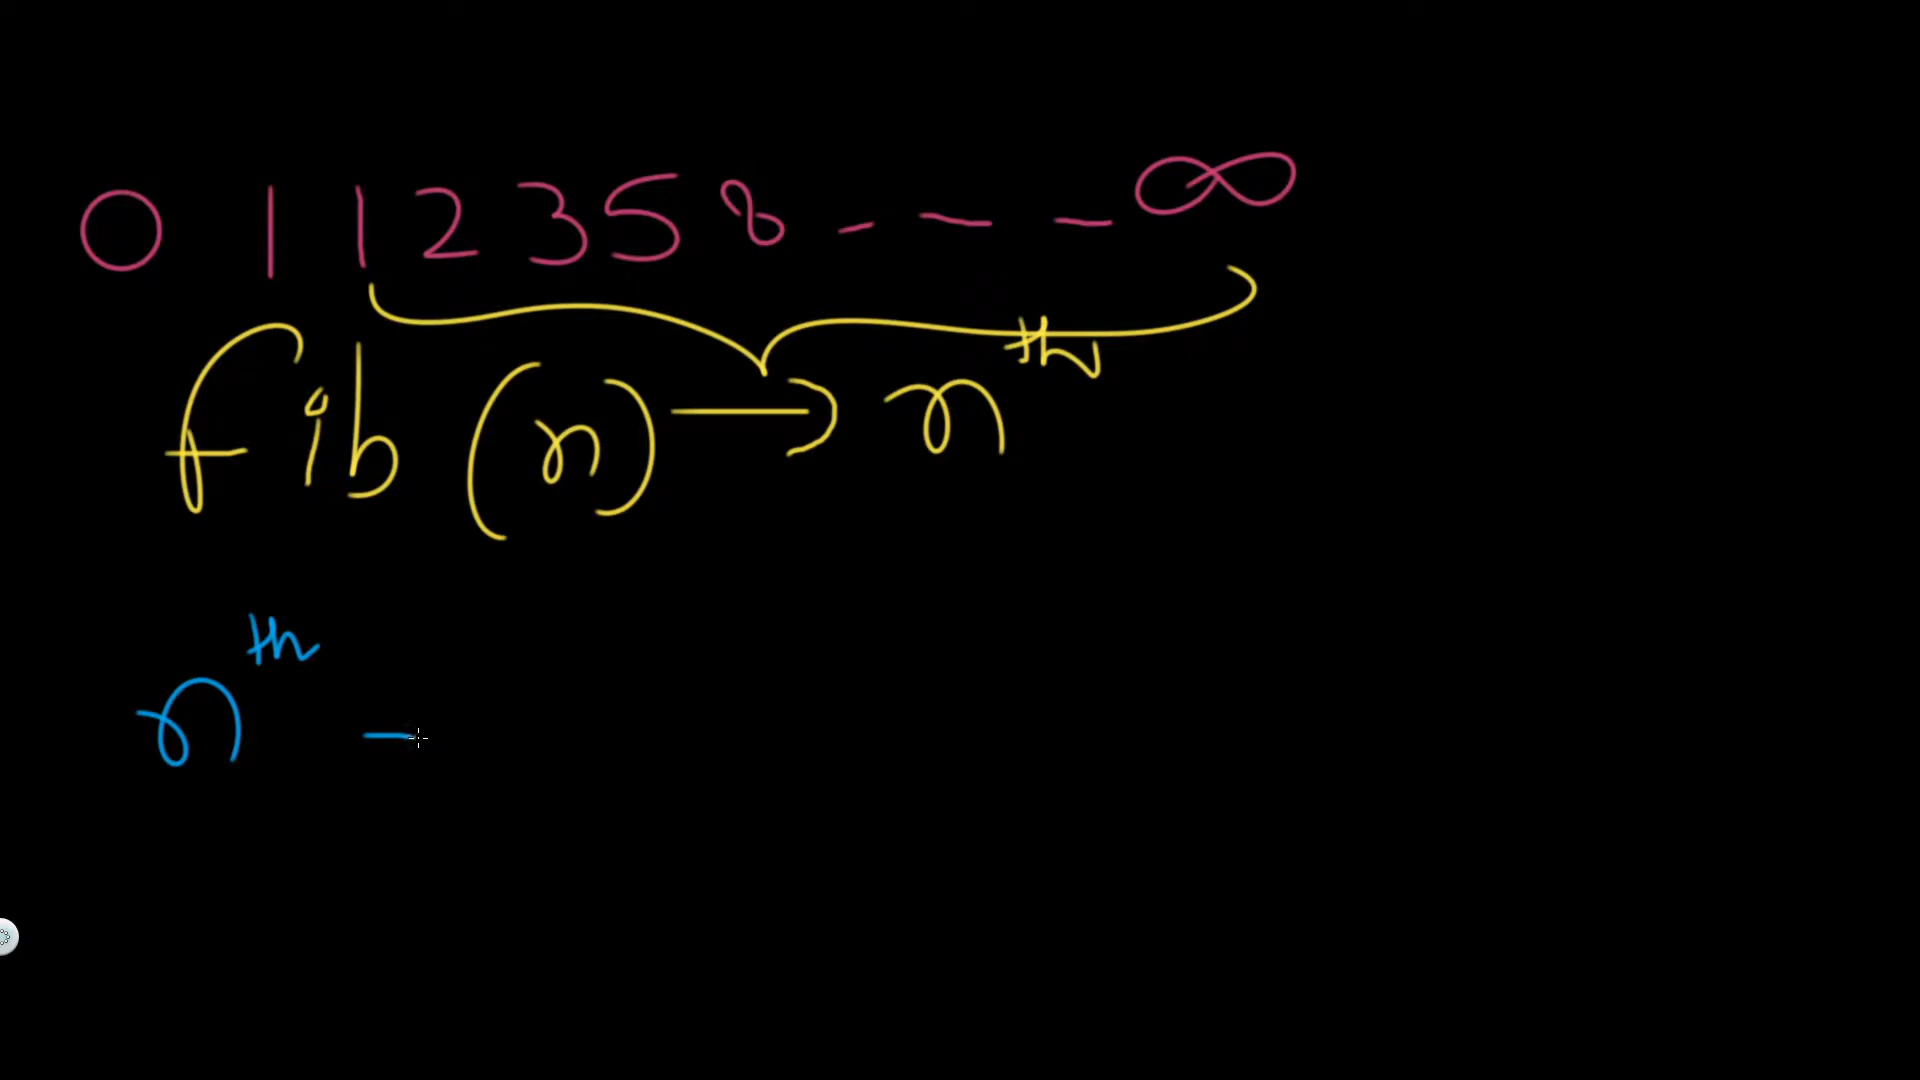 0 1 1 2 3 5 8 - - - ∞
fib (n) → nth
nth -